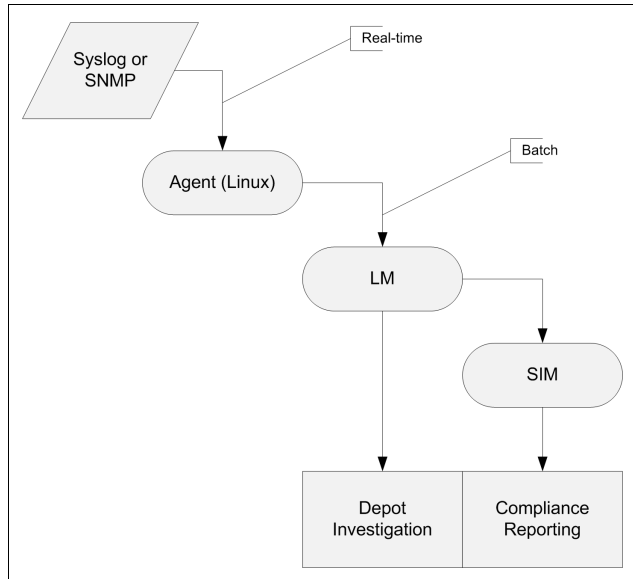 Syslog or
SNMP
Real-time
Agent (Linux)
Batch
LM
SIM
Depot
Investigation
Compliance
Reporting